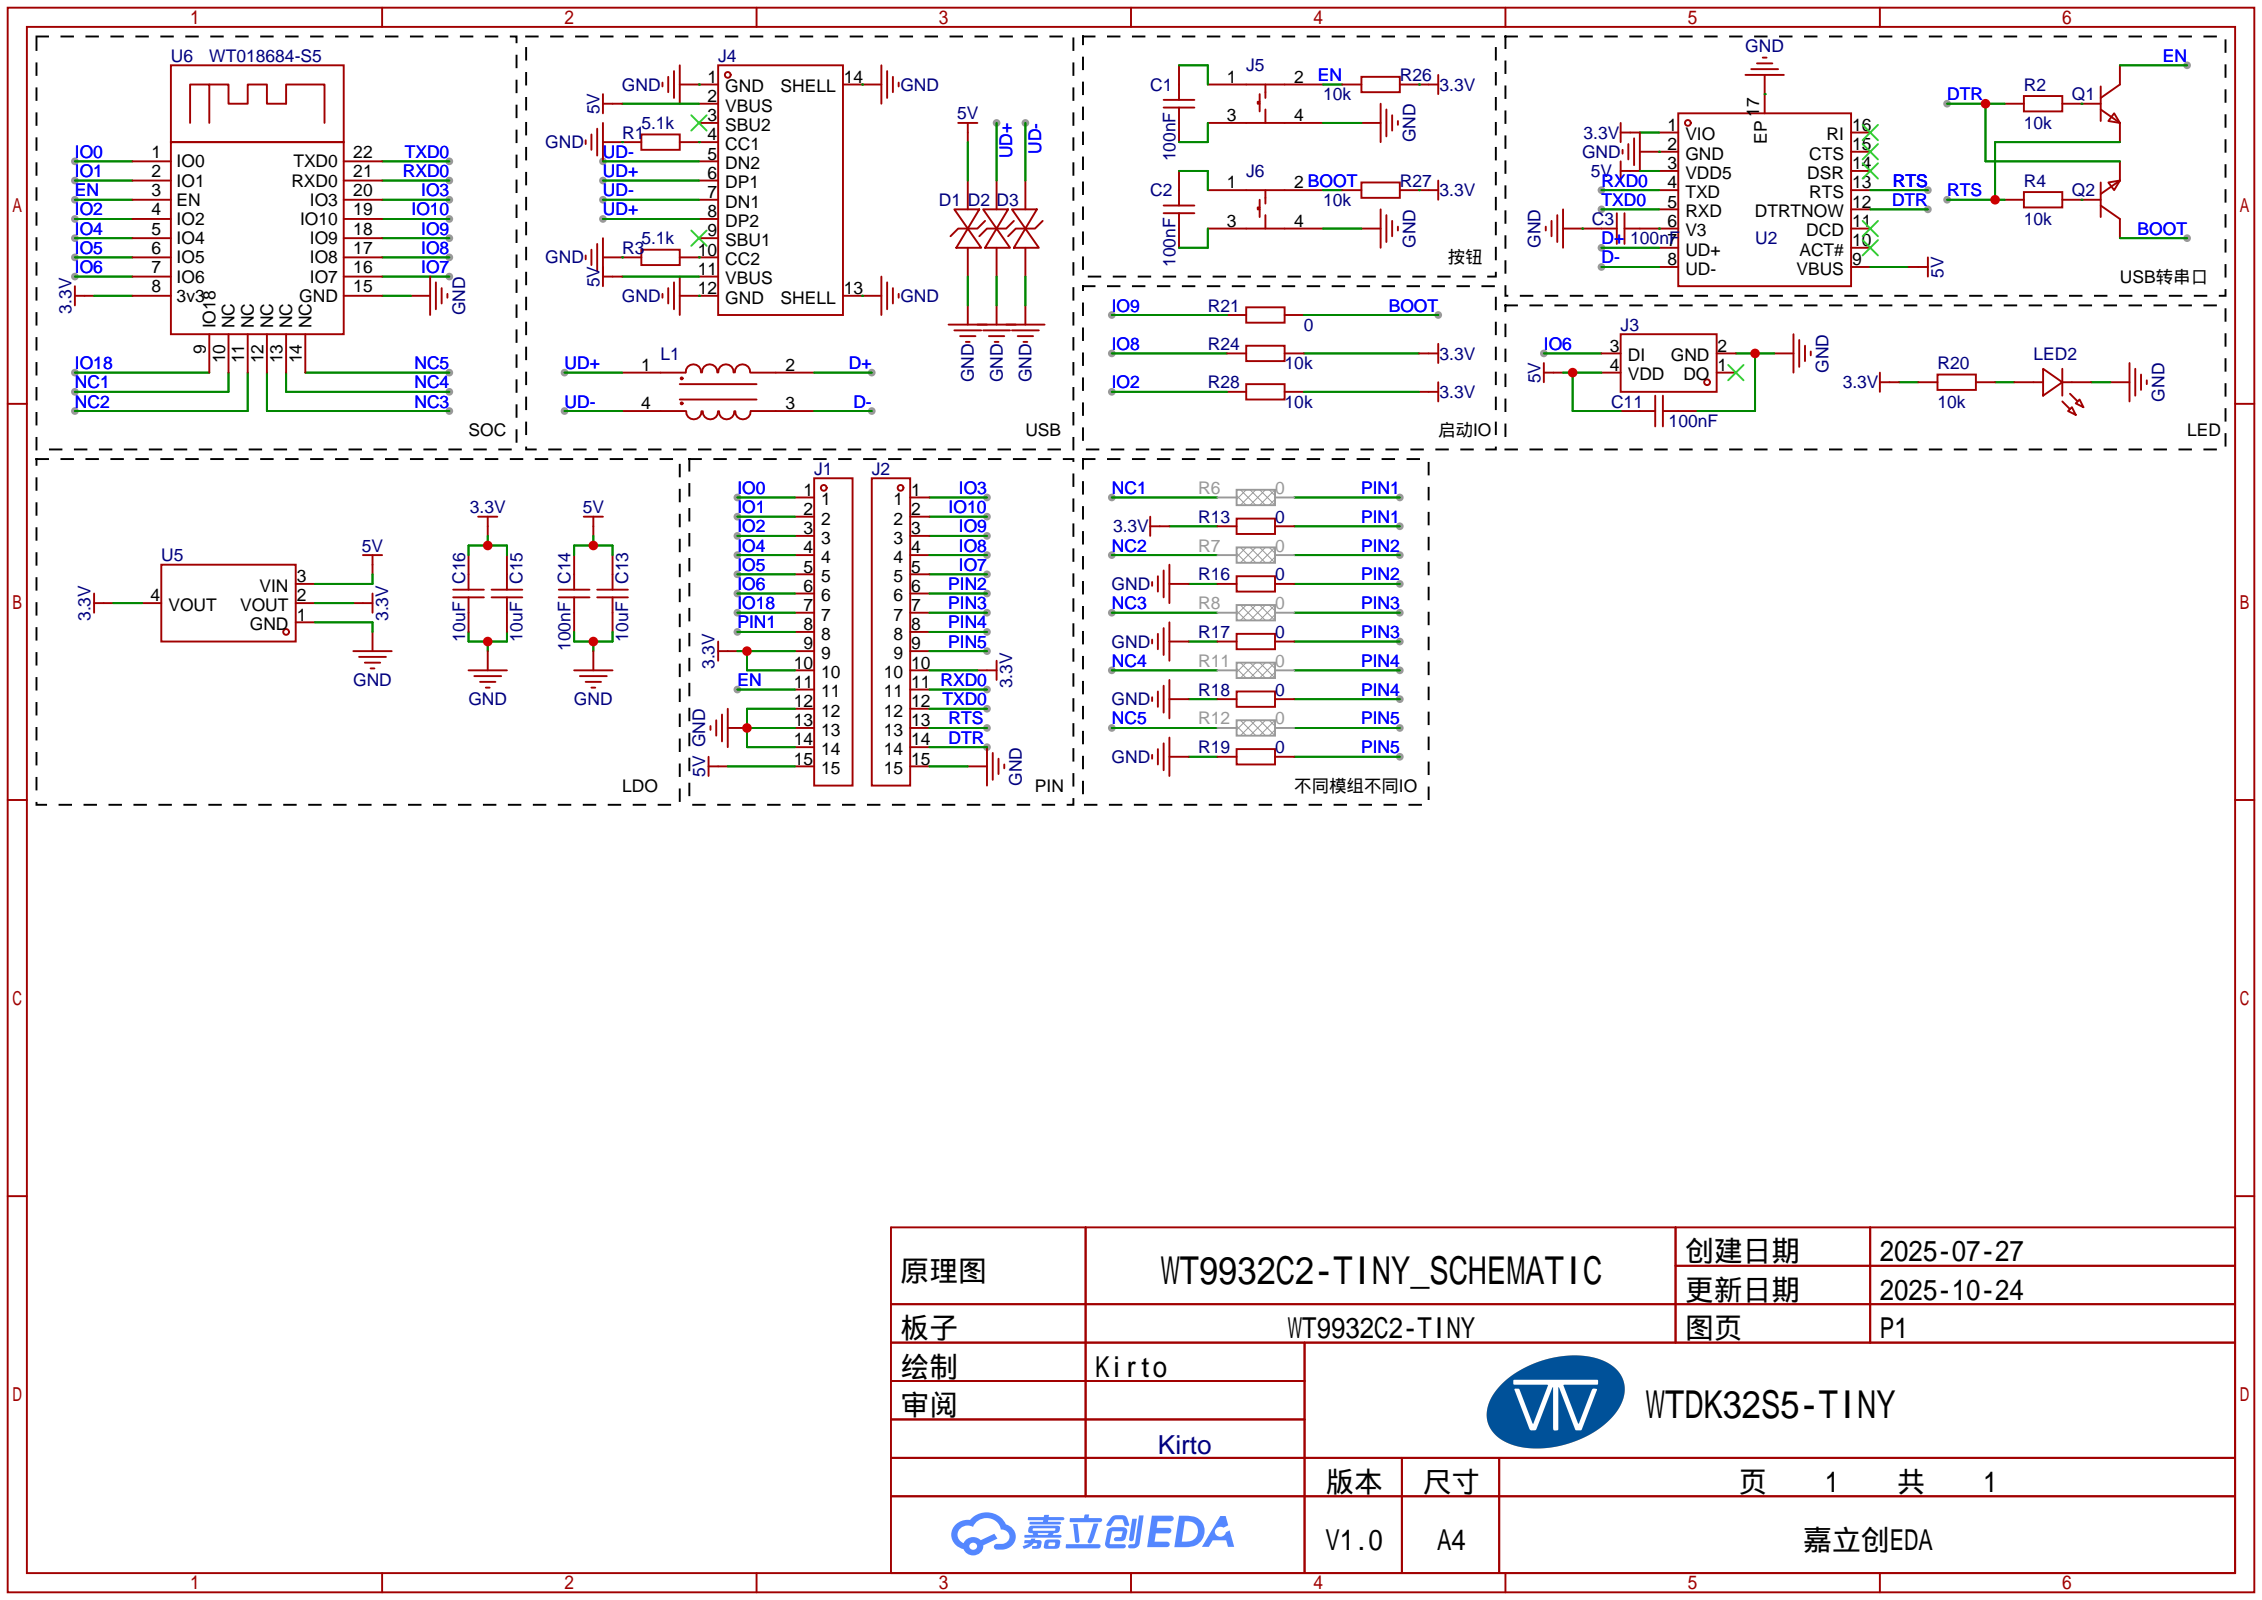 1 2 3 4 5 6
A
B
C
D
U6 WT018684-S5
IO0 1 IO0 TXD0 22 TXD0
IO1 2 IO1 RXD0 21 RXD0
EN 3 EN IO3 20 IO3
IO2 4 IO2 IO10 19 IO10
IO4 5 IO4 IO9 18 IO9
IO5 6 IO5 IO8 17 IO8
IO6 7 IO6 IO7 16 IO7
3.3V 8 3v3 GND 15 GND
IO18 NC NC NC NC NC
9 10 11 12 13 14
IO18 NC5
NC1 NC4
NC2 NC3
SOC
J4
GND 1 GND SHELL 14 GND
5V 2 VBUS
3 SBU2
GND R1 5.1k 4 CC1
UD- 5 DN2
UD+ 6 DP1
UD- 7 DN1
UD+ 8 DP2
9 SBU1
GND R3 5.1k 10 CC2
5V 11 VBUS
GND 12 GND SHELL 13 GND
5V UD+ UD-
D1 D2 D3
GND GND GND
UD+ 1 L1 2 D+
UD- 4 3 D-
USB
C1 100nF
J5
1 2 EN 10k R26 3.3V
3 4 GND
C2 100nF
J6
1 2 BOOT 10k R27 3.3V
3 4 GND
按钮
IO9 R21 0 BOOT
IO8 R24 10k 3.3V
IO2 R28 10k 3.3V
启动IO
GND
EP 17
3.3V 1 VIO RI 16
GND 2 GND CTS 15
5V 3 VDD5 DSR 14
RXD0 4 TXD RTS 13 RTS
TXD0 5 RXD DTRTNOW 12 DTR
GND C3 100nF 6 V3 DCD 11
D+ 7 UD+ ACT# 10
D- 8 UD- VBUS 9 5V
U2
DTR R2 10k Q1 EN
RTS R4 10k Q2 BOOT
USB转串口
J3
IO6 3 DI GND 2 GND
5V 4 VDD DO 1
C11 100nF
3.3V R20 10k LED2 GND
LED
U5
3.3V 4 VOUT
VIN 3 5V
VOUT 2 3.3V
GND 1 GND
3.3V
C16 10uF C15 10uF
GND
5V
C14 100nF C13 10uF
GND
LDO
J1 J2
IO0 1 1 1 1 IO3
IO1 2 2 2 2 IO10
IO2 3 3 3 3 IO9
IO4 4 4 4 4 IO8
IO5 5 5 5 5 IO7
IO6 6 6 6 6 PIN2
IO18 7 7 7 7 PIN3
PIN1 8 8 8 8 PIN4
3.3V 9 9 9 9 PIN5
10 10 10 10 3.3V
EN 11 11 11 11 RXD0
12 12 12 12 TXD0
GND 13 13 13 13 RTS
14 14 14 14 DTR
5V 15 15 15 15 GND
PIN
NC1 R6 0 PIN1
3.3V R13 0 PIN1
NC2 R7 0 PIN2
GND R16 0 PIN2
NC3 R8 0 PIN3
GND R17 0 PIN3
NC4 R11 0 PIN4
GND R18 0 PIN4
NC5 R12 0 PIN5
GND R19 0 PIN5
不同模组不同IO
原理图 WT9932C2-TINY_SCHEMATIC 创建日期 2025-07-27
更新日期 2025-10-24
板子 WT9932C2-TINY 图页 P1
绘制 Kirto
审阅
Kirto
WTDK32S5-TINY
版本 尺寸 页 1 共 1
嘉立创EDA V1.0 A4 嘉立创EDA
1 2 3 4 5 6
A
B
C
D